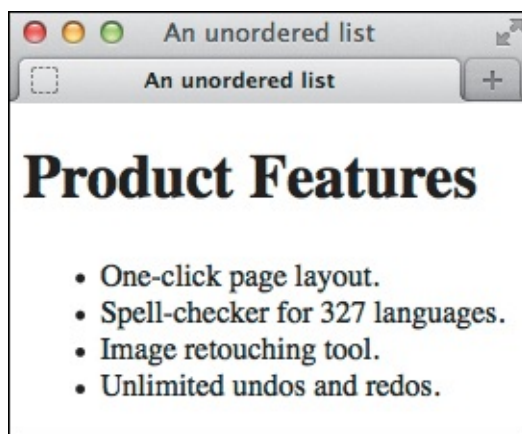 An unordered list
An unordered list
Product Features
• One-click page layout.
• Spell-checker for 327 languages.
• Image retouching tool.
• Unlimited undos and redos.